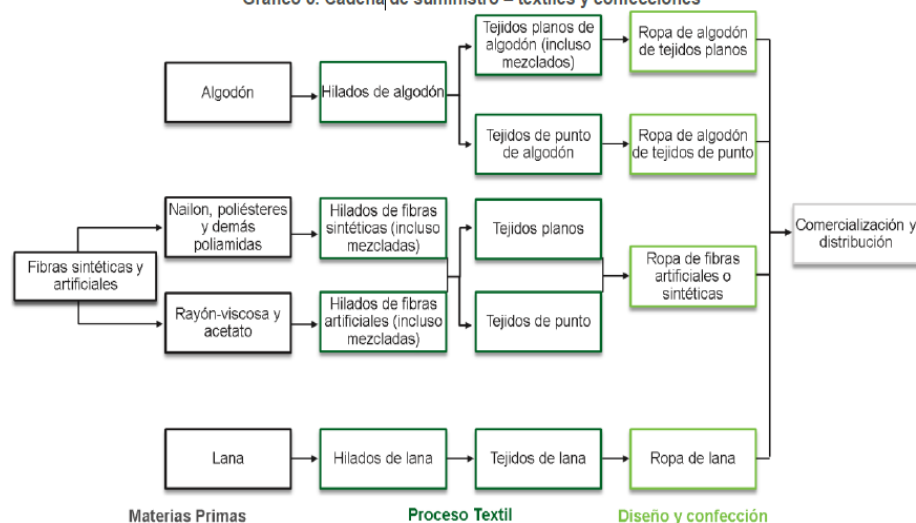 Gráfico 6. Cadena de suministro – textiles y confecciones
Algodón
Hilados de algodón
Tejidos planos de
algodón (incluso
mezclados)
Ropa de algodón
de tejidos planos
Tejidos de punto
de algodón
Ropa de algodón
de tejidos de punto
Fibras sintéticas y
artificiales
Nailon, poliésteres
y demás
poliamidas
Hilados de fibras
sintéticas (incluso
mezcladas)
Tejidos planos
Rayón-viscosa y
acetato
Hilados de fibras
artificiales (incluso
mezcladas)
Tejidos de punto
Ropa de fibras
artificiales o
sintéticas
Comercialización y
distribución
Lana
Hilados de lana
Tejidos de lana
Ropa de lana
Materias Primas
Proceso Textil
Diseño y confección